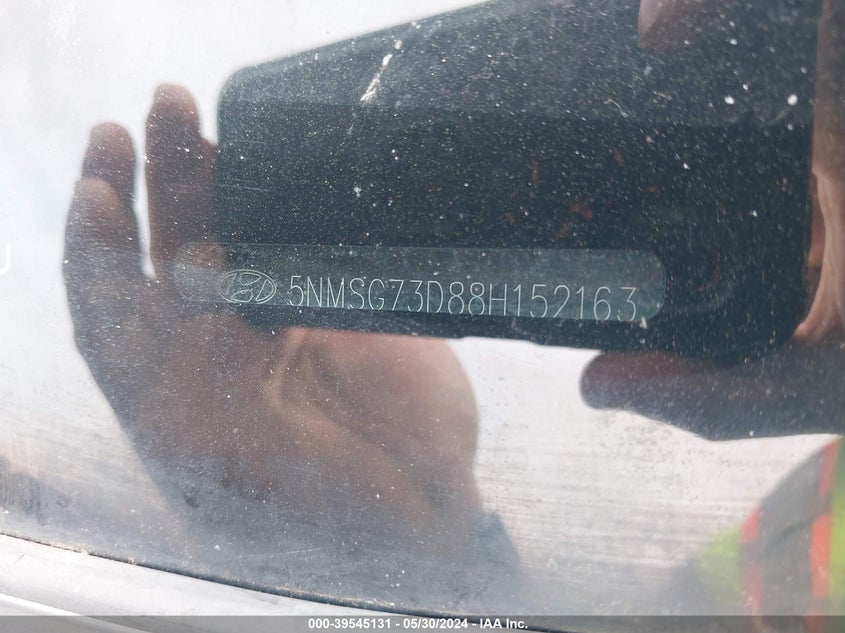 5NMSG73D88H152163
000-39545131 - 05/30/2024 - IAA Inc.